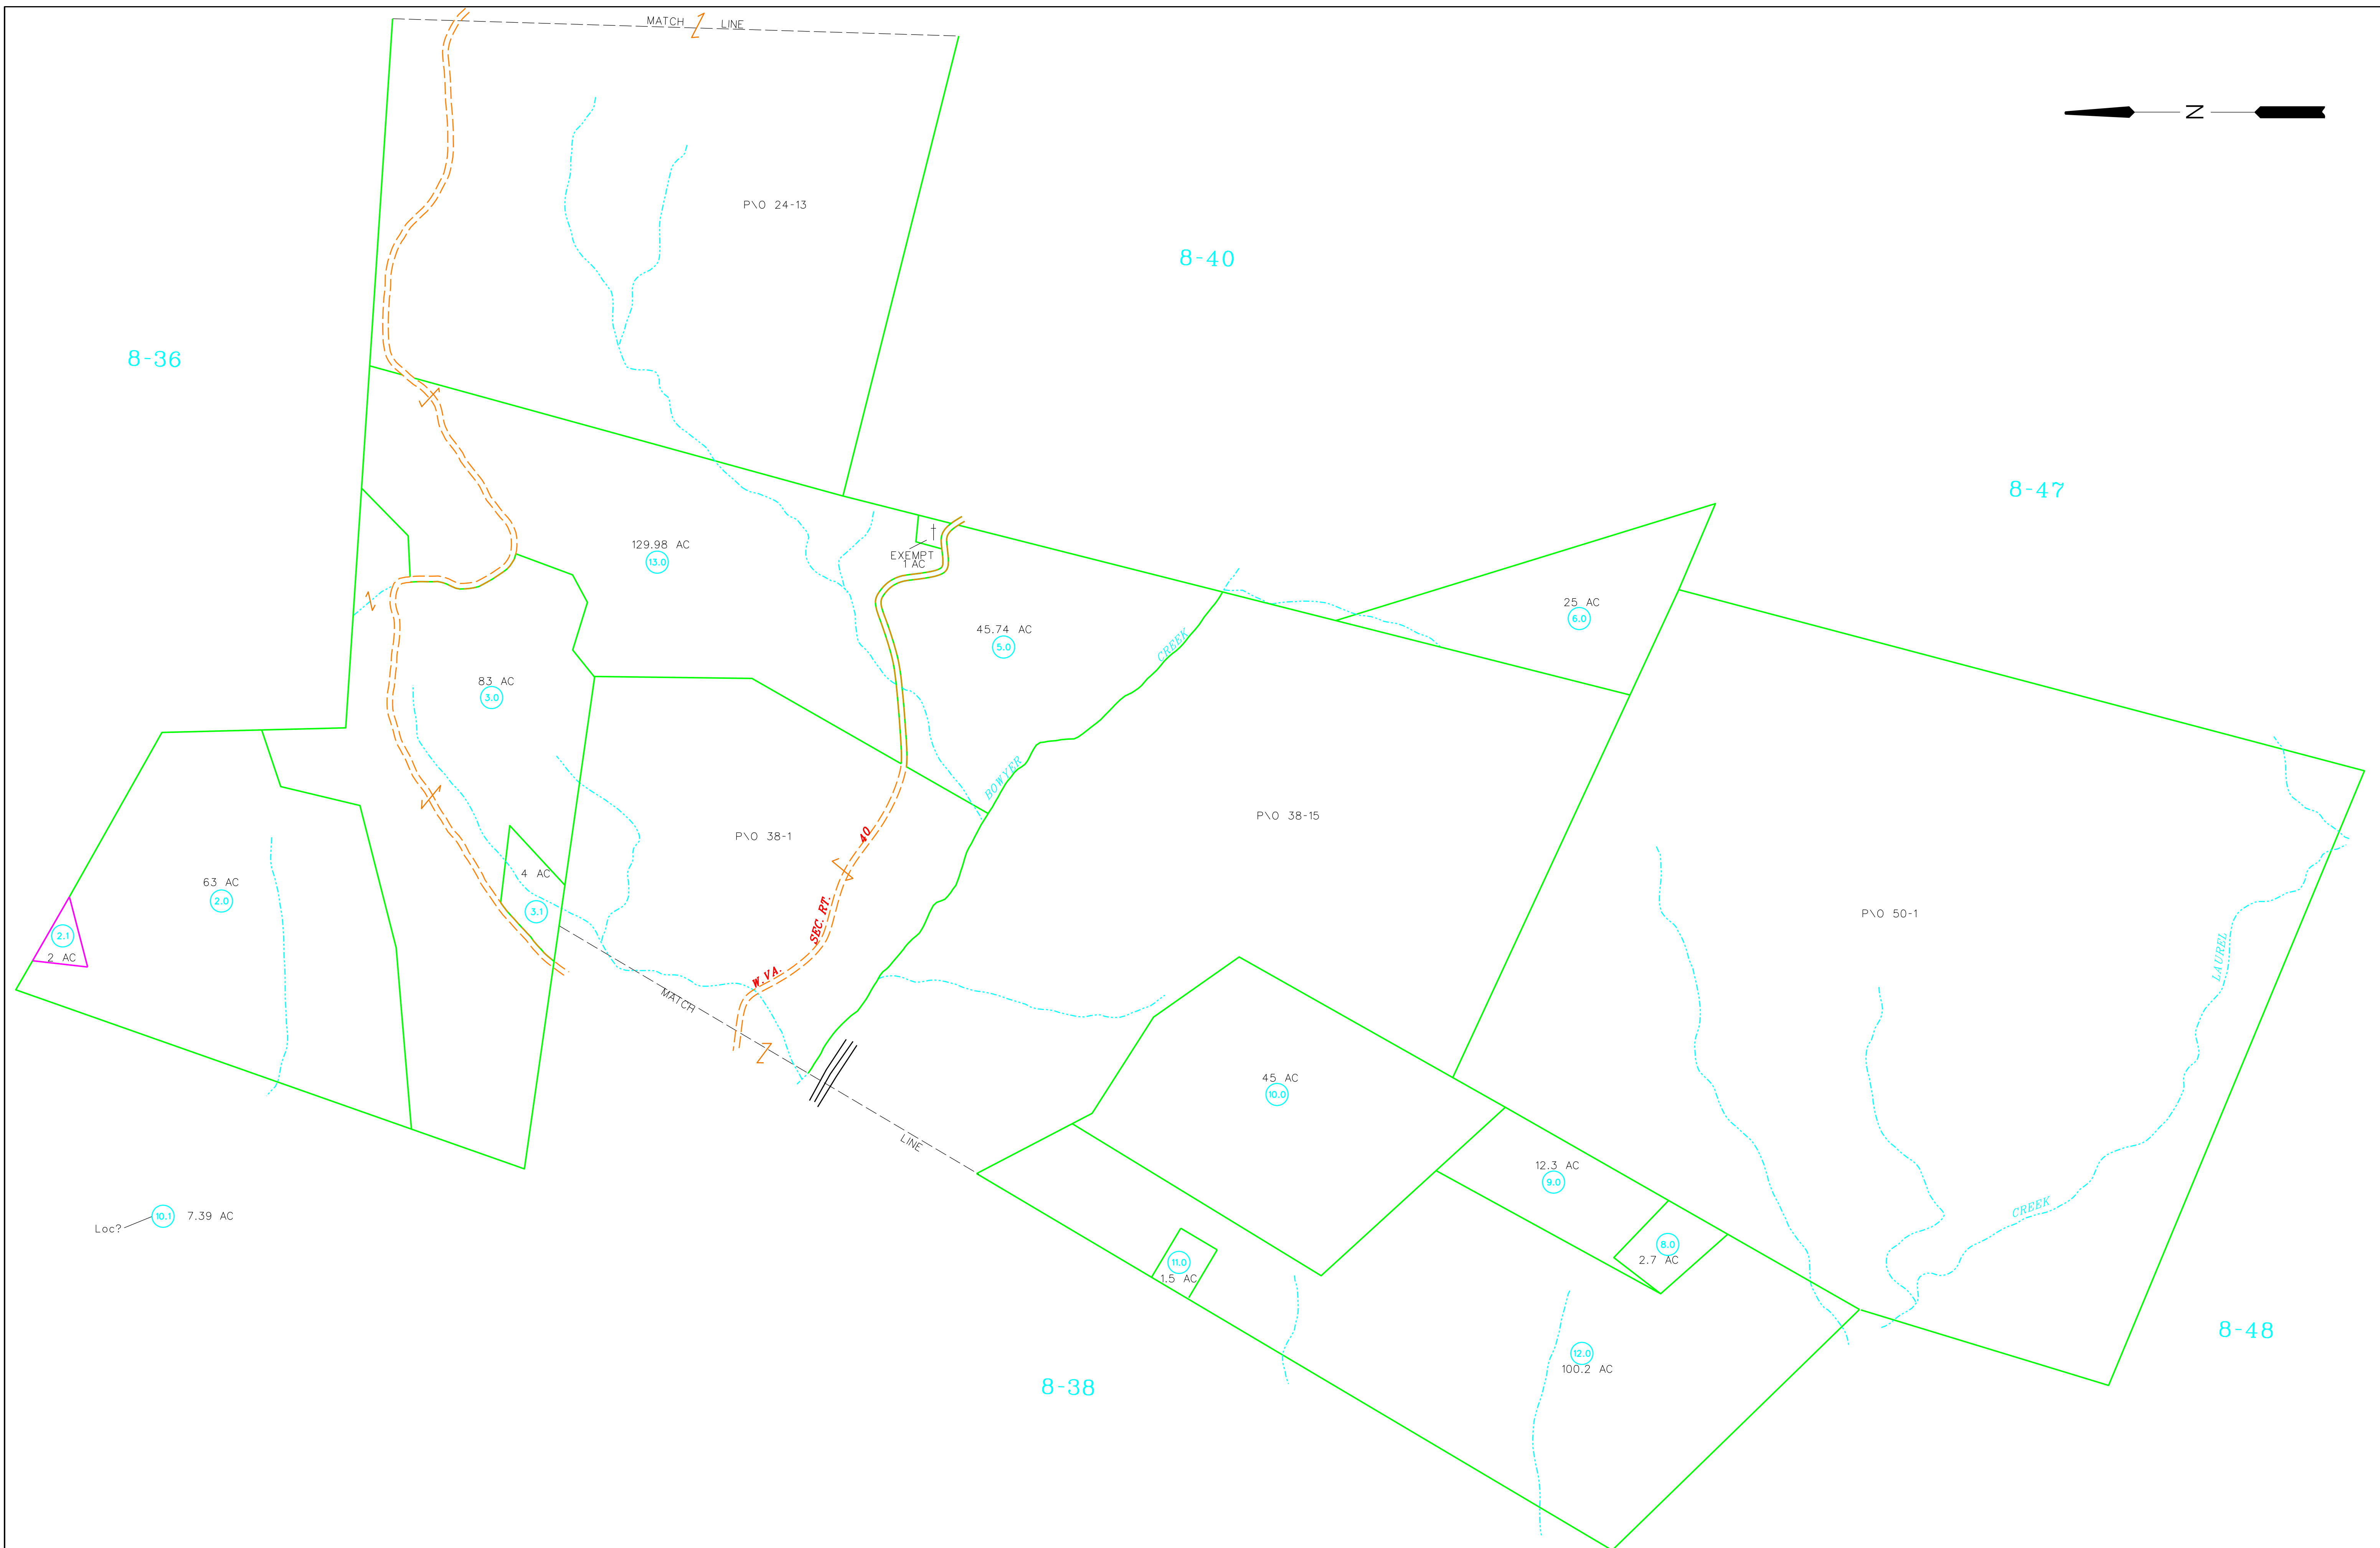 MATCH LINE
N
P\O 24-13
8-40
8-36
8-47
129.98 AC
13.0
EXEMPT
1 AC
25 AC
6.0
45.74 AC
5.0
CREEK
BOWYER
83 AC
3.0
P\O 38-15
P\O 38-1
40
SEC. RT.
W.VA.
4 AC
3.1
63 AC
2.0
2.1
2 AC
P\O 50-1
LAUREL
CREEK
MATCH
LINE
45 AC
10.0
12.3 AC
9.0
8.0
2.7 AC
11.0
1.5 AC
Loc?
10.1 7.39 AC
12.0
100.2 AC
8-48
8-38